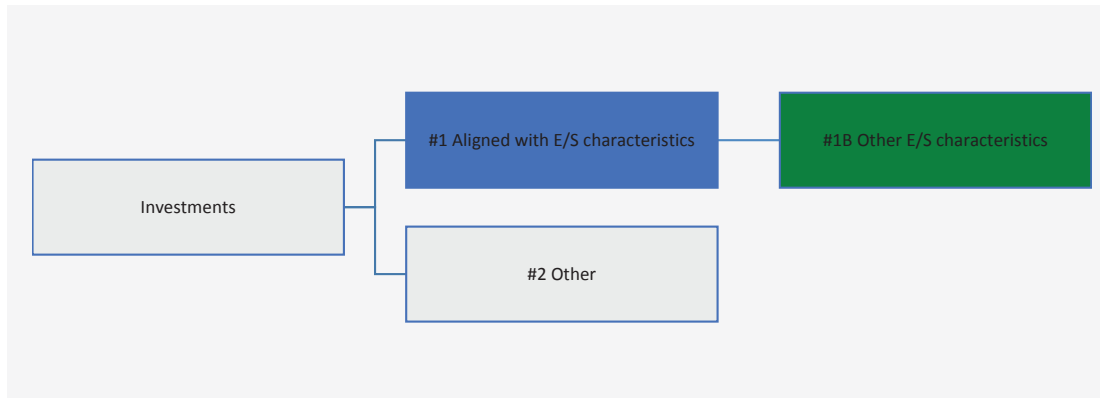 #1 Aligned with E/S characteristics
#1B Other E/S characteristics
Investments
#2 Other